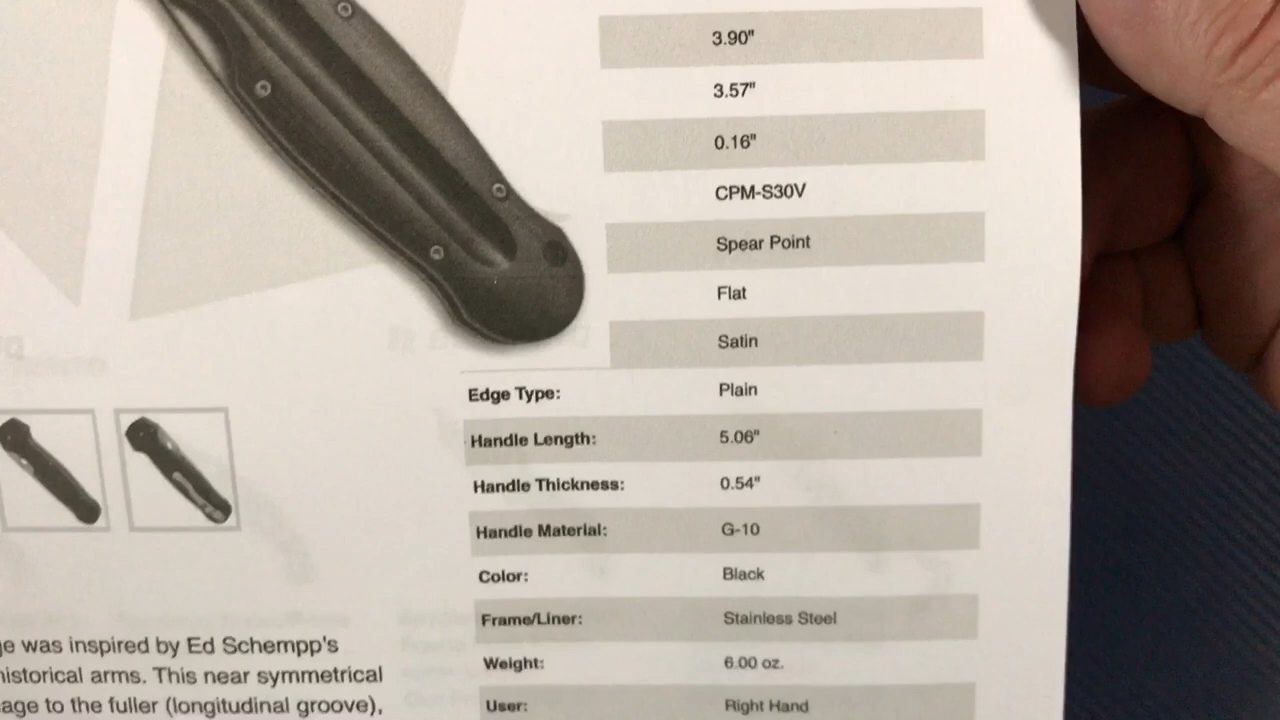 3.90"
3.57"
0.16"
CPM-S30V
Spear Point
Flat
Satin
Edge Type: Plain
Handle Length: 5.06"
Handle Thickness: 0.54"
Handle Material: G-10
Color: Black
Frame/Liner: Stainless Steel
Weight: 6.00 oz.
User: Right Hand
ge was inspired by Ed Schempp's
historical arms. This near symmetrical
age to the fuller (longitudinal groove),